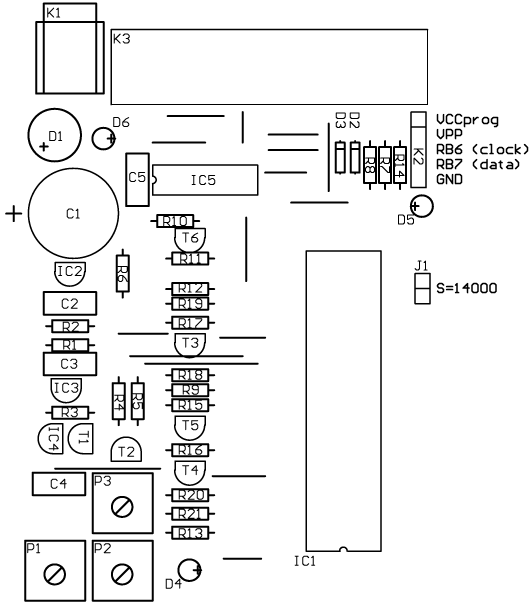 K1
K3
D1
D6
D3
D2
VCCprog
VPP
RB6 (clock)
RB7 (data)
GND
K2
R8
R7
R14
C5
IC5
D5
C1
R10
T6
R11
IC2
R6
J1
S=14000
C2
R12
R19
R2
R17
R1
T3
C3
R18
IC3
R9
R4
R5
R15
R3
T5
IC4
T1
T2
R16
T4
C4
P3
R20
R21
R13
P1
P2
D4
IC1